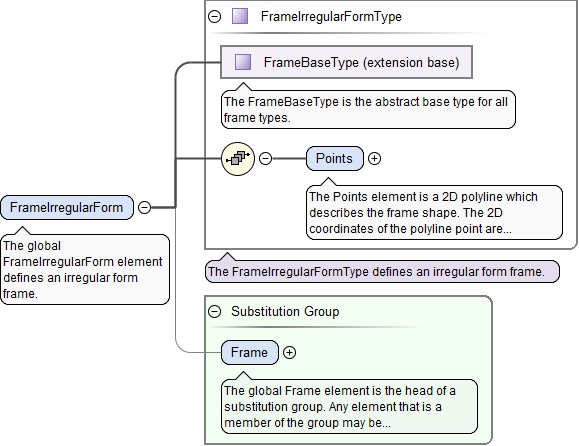 FrameIrregularFormType
FrameBaseType (extension base)
The FrameBaseType is the abstract base type for all
frame types.
Points
The Points element is a 2D polyline which
describes the frame shape. The 2D
coordinates of the polyline point are...
FrameIrregularForm
The global
FrameIrregularForm element
defines an irregular form
frame.
The FrameIrregularFormType defines an irregular form frame.
Substitution Group
Frame
The global Frame element is the head of a
substitution group. Any element that is a
member of the group may be...